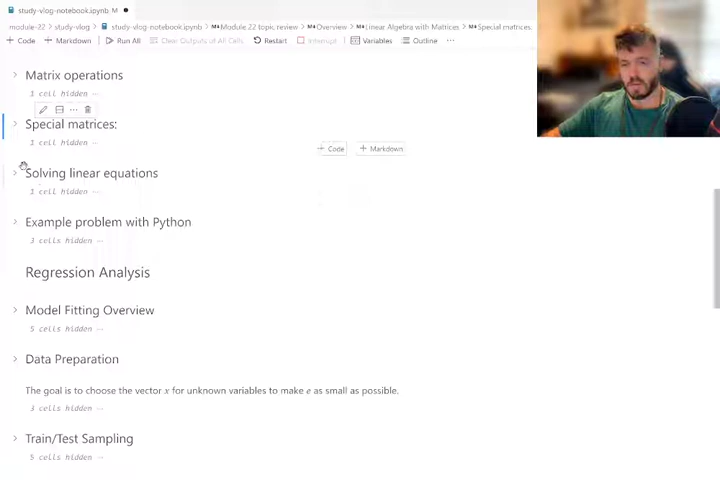 study-vlog-notebook.ipynb M
module-22 > study-vlog > study-vlog-notebook.ipynb > Module 22 topic review > Overview > Linear Algebra with Matrices > Special matrices:
+ Code + Markdown Run All Clear Outputs of All Cells Restart Interrupt Variables Outline ...
Matrix operations
1 cell hidden
Special matrices:
1 cell hidden
+ Code + Markdown
Solving linear equations
1 cell hidden
Example problem with Python
3 cells hidden
Regression Analysis
Model Fitting Overview
5 cells hidden
Data Preparation
The goal is to choose the vector x for unknown variables to make e as small as possible.
3 cells hidden
Train/Test Sampling
5 cells hidden